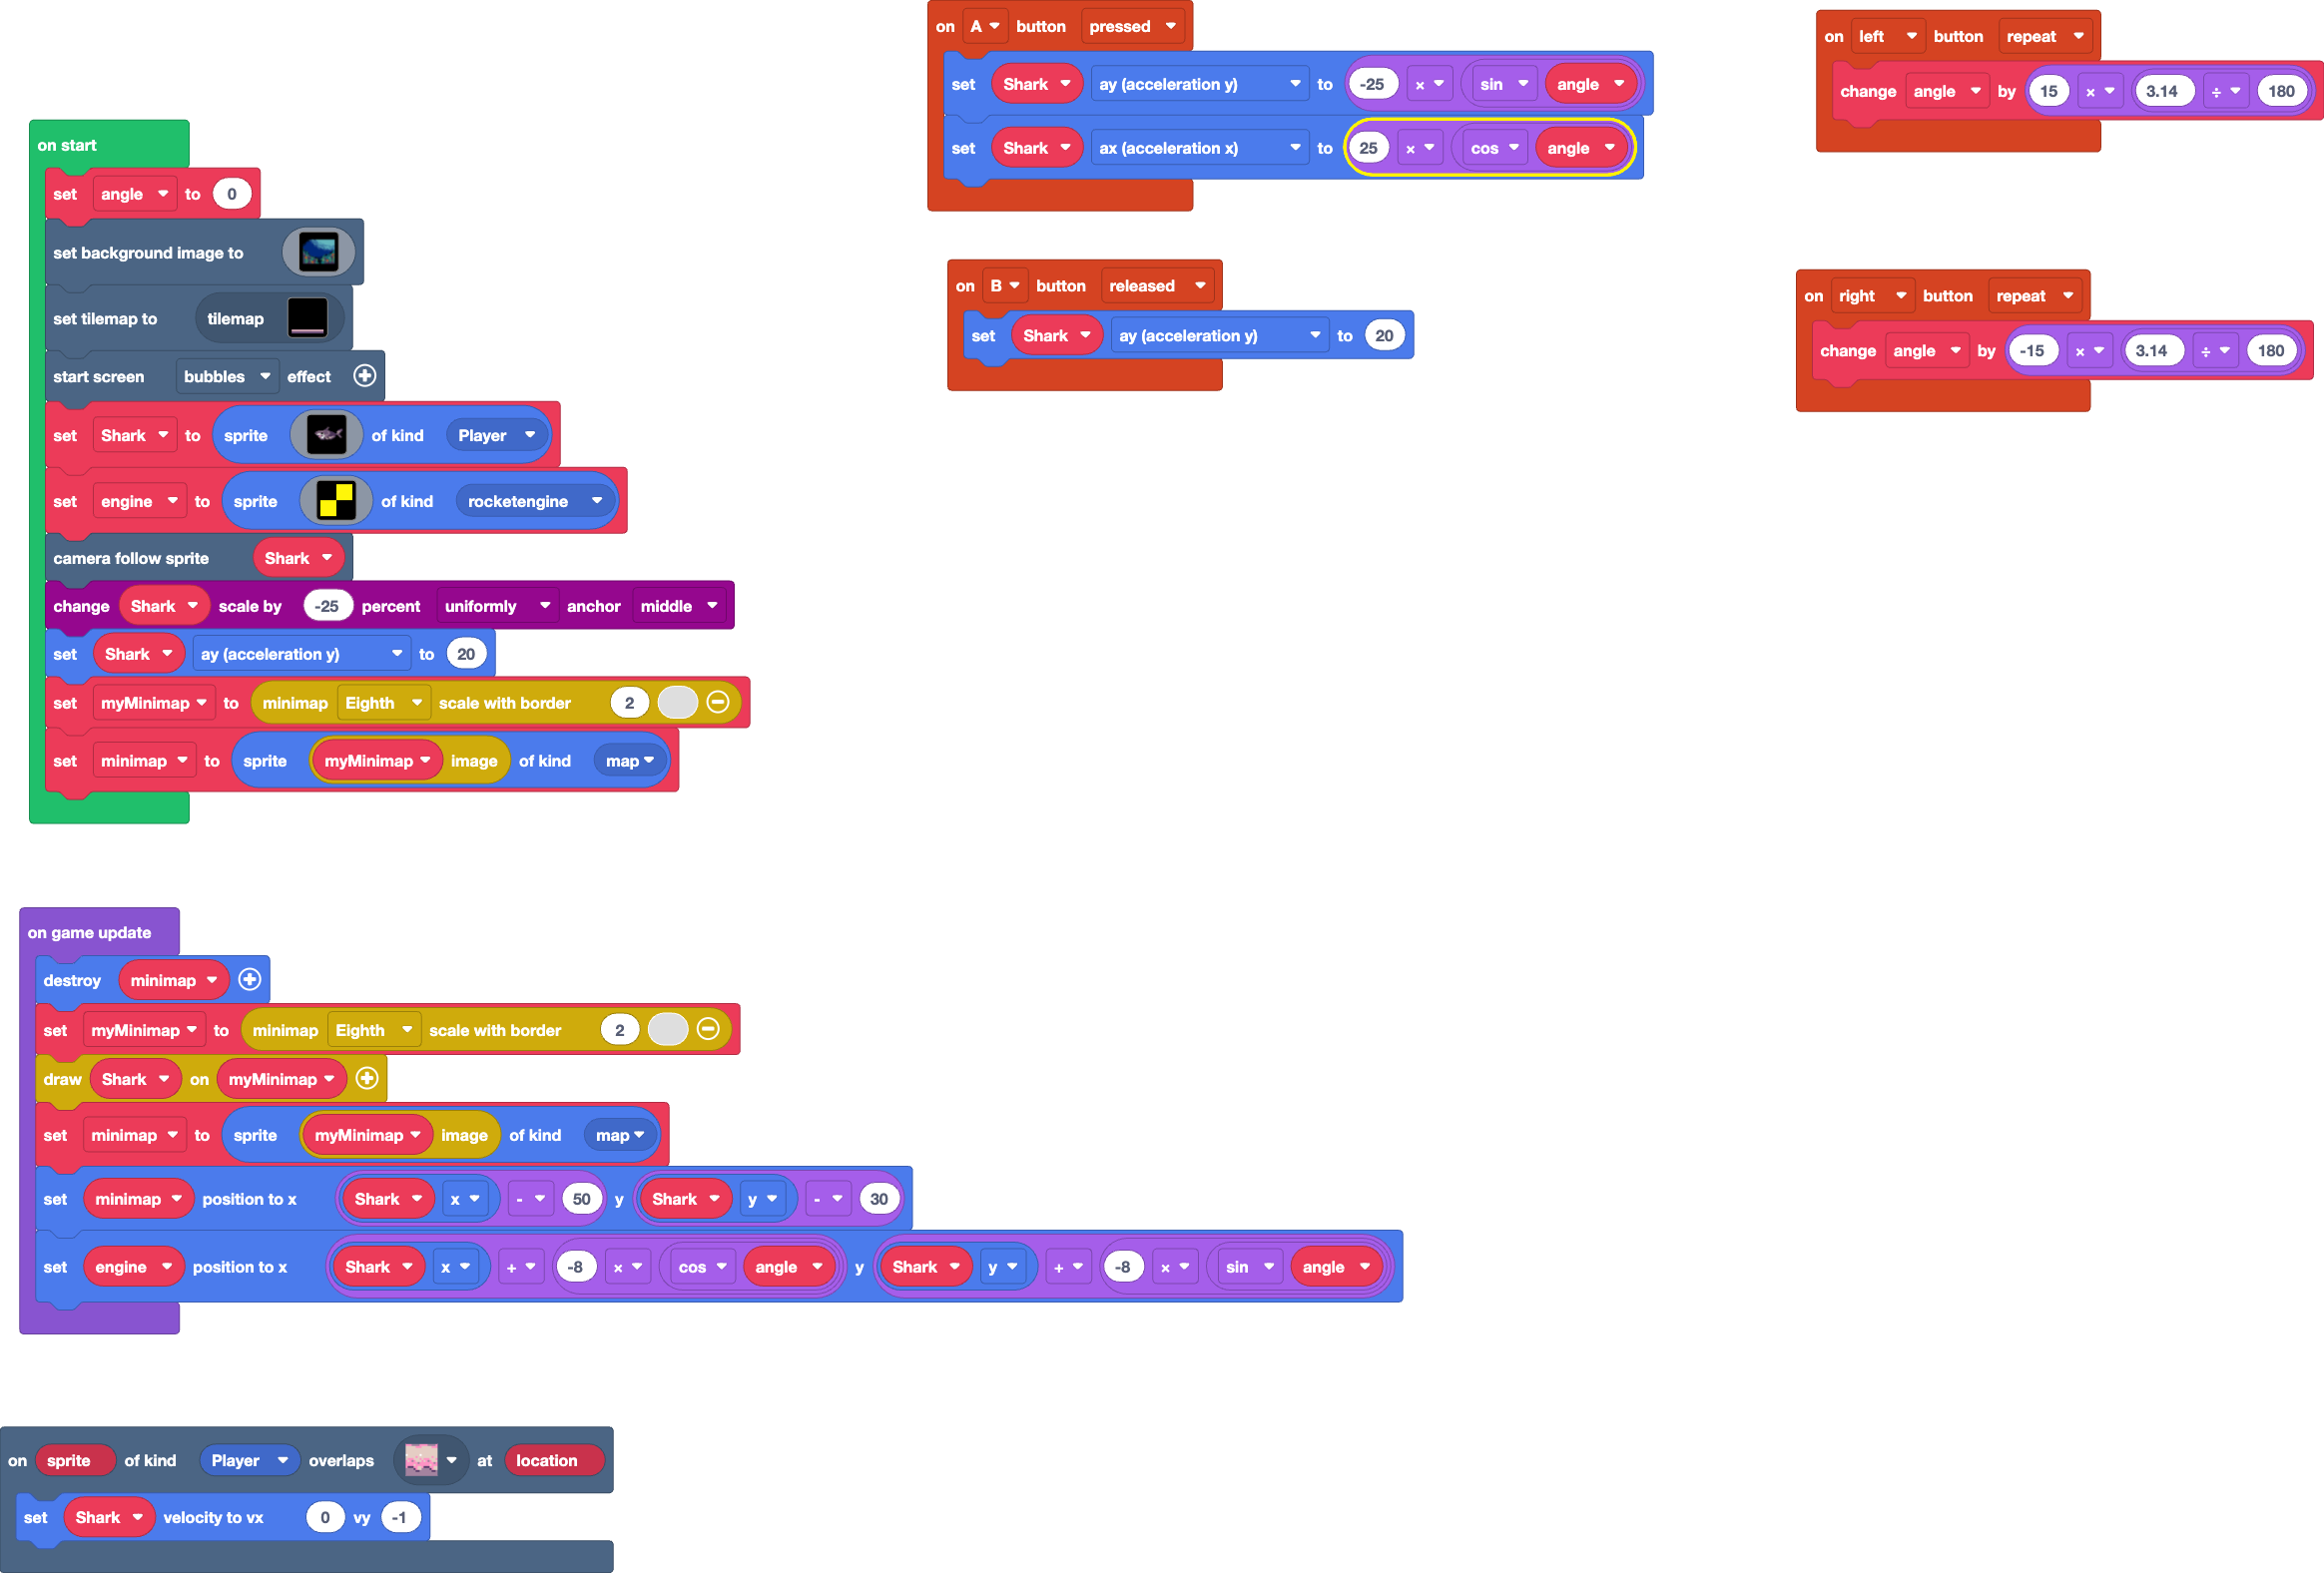 on start
set angle to 0
set background image to
set tilemap to tilemap
start screen bubbles effect
set Shark to sprite of kind Player
set engine to sprite of kind rocketengine
camera follow sprite Shark
change Shark scale by -25 percent uniformly anchor middle
set Shark ay (acceleration y) to 20
set myMinimap to minimap Eighth scale with border 2
set minimap to sprite myMinimap image of kind map
on A button pressed
set Shark ay (acceleration y) to -25 × sin angle
set Shark ax (acceleration x) to 25 × cos angle
on B button released
set Shark ay (acceleration y) to 20
on left button repeat
change angle by 15 × 3.14 ÷ 180
on right button repeat
change angle by -15 × 3.14 ÷ 180
on game update
destroy minimap
set myMinimap to minimap Eighth scale with border 2
draw Shark on myMinimap
set minimap to sprite myMinimap image of kind map
set minimap position to x Shark x - 50 y Shark y - 30
set engine position to x Shark x + -8 × cos angle y Shark y + -8 × sin angle
on sprite of kind Player overlaps at location
set Shark velocity to vx 0 vy -1